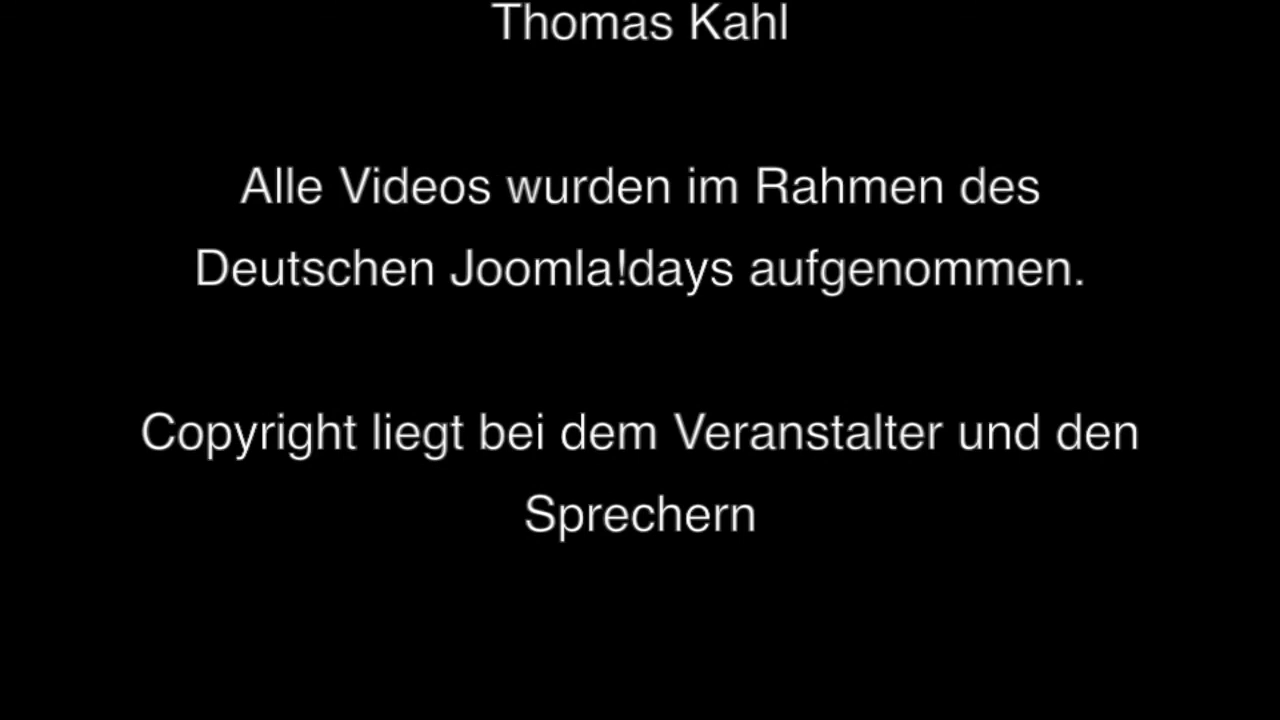 Thomas Kahl
Alle Videos wurden im Rahmen des
Deutschen Joomla!days aufgenommen.
Copyright liegt bei dem Veranstalter und den
Sprechern